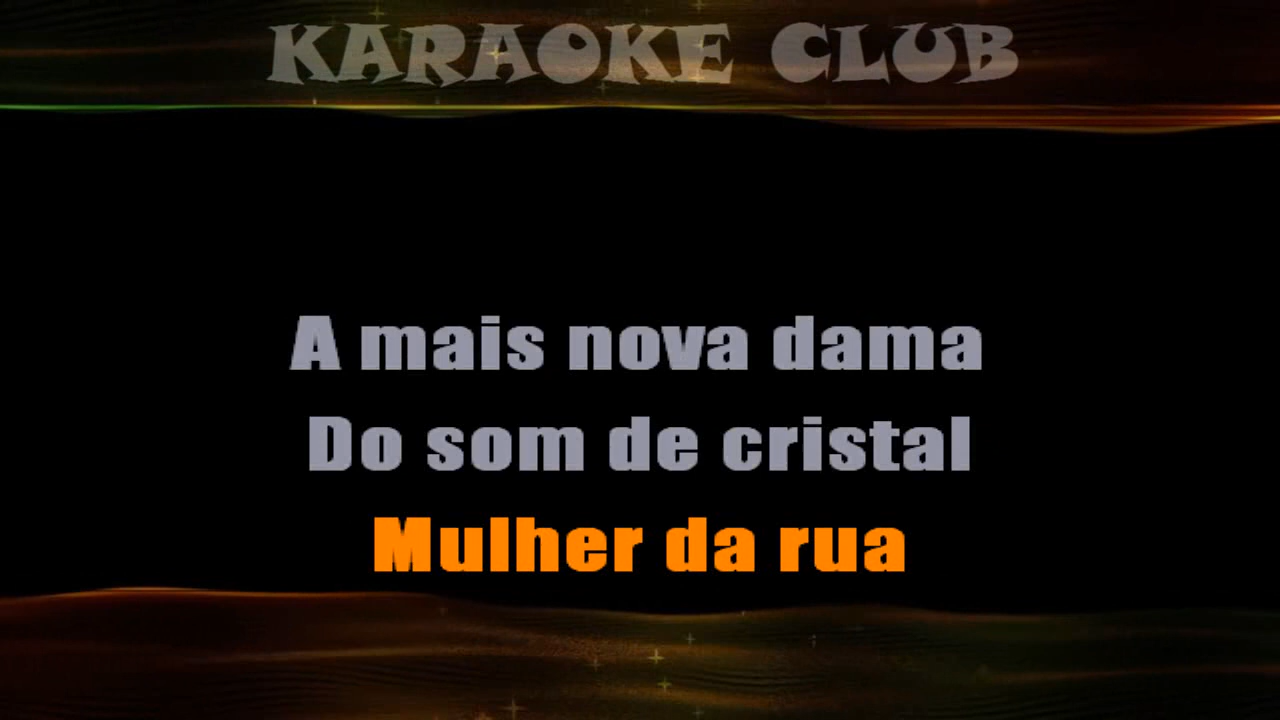 KARAOKE CLUB
A mais nova dama
Do som de cristal
Mulher da rua